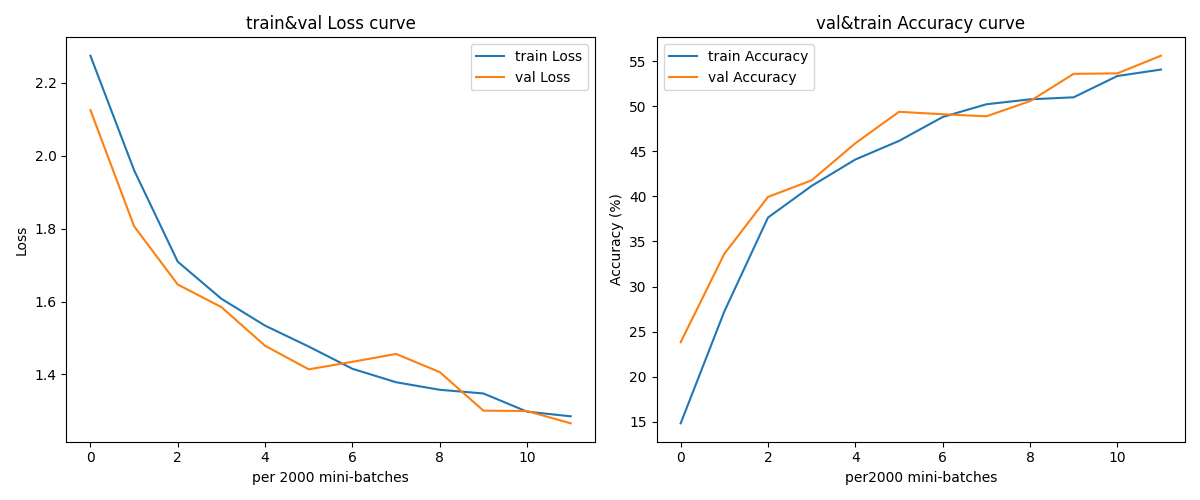 train&val Loss curve
train Loss
val Loss
2.2
2.0
1.8
1.6
1.4
Loss
0 2 4 6 8 10
per 2000 mini-batches
val&train Accuracy curve
train Accuracy
val Accuracy
55
50
45
40
35
30
25
20
15
Accuracy (%)
0 2 4 6 8 10
per2000 mini-batches